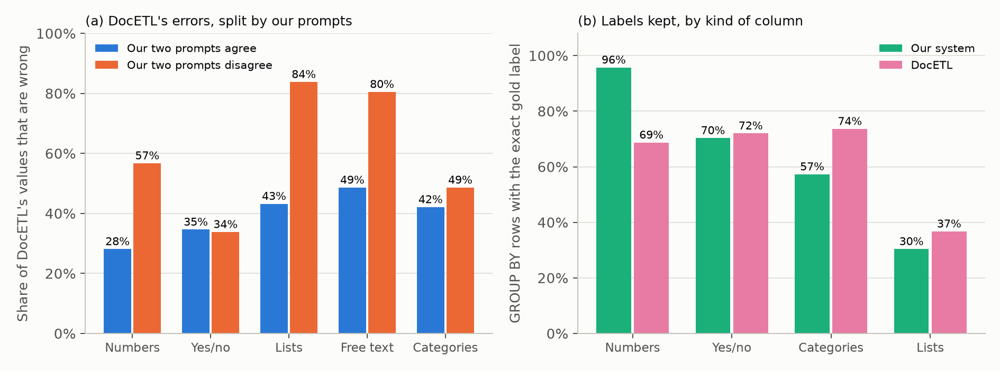 (a) DocETL's errors, split by our prompts
Share of DocETL's values that are wrong
100%
80%
60%
40%
20%
0%
Our two prompts agree
Our two prompts disagree
28%
57%
35%
34%
43%
84%
49%
80%
42%
49%
Numbers
Yes/no
Lists
Free text
Categories
(b) Labels kept, by kind of column
GROUP BY rows with the exact gold label
100%
80%
60%
40%
20%
0%
Our system
DocETL
96%
69%
70%
72%
57%
74%
30%
37%
Numbers
Yes/no
Categories
Lists